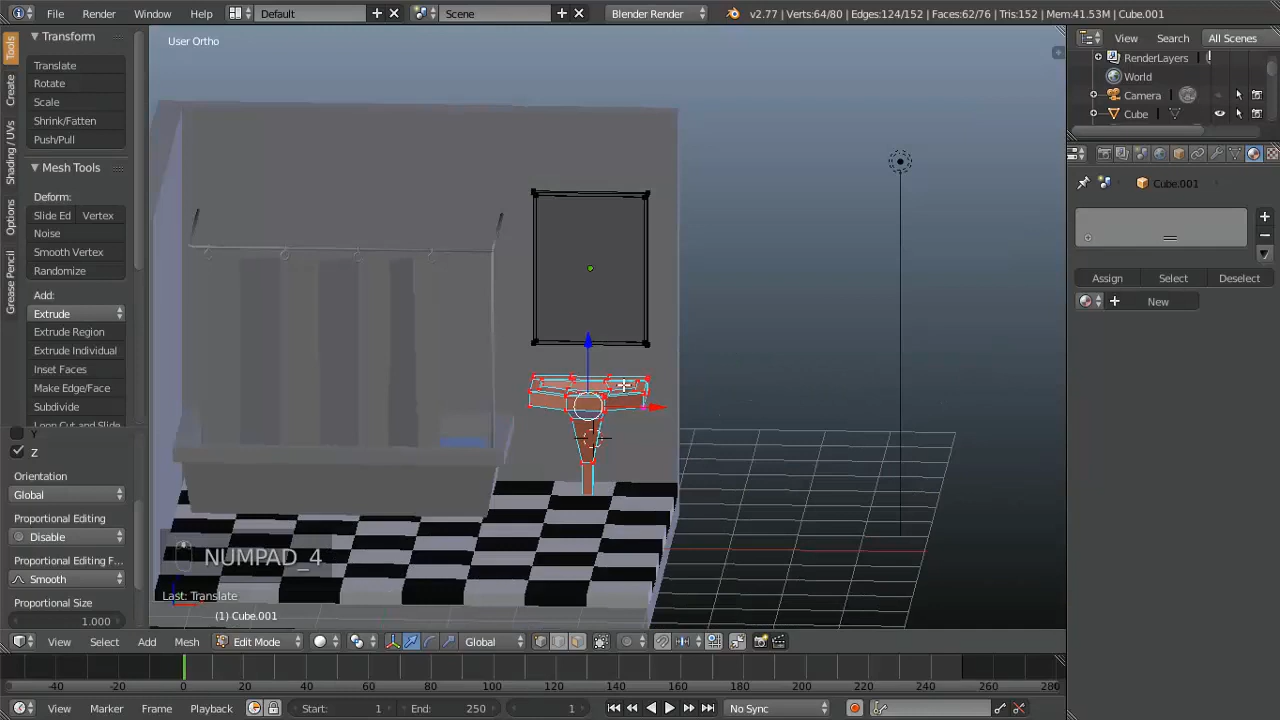 File Render Window Help Default Scene Blender Render v2.77 | Verts:64/80 | Edges:124/152 | Faces:62/76 | Tris:152 | Mem:41.53M | Cube.001
Transform
Translate
Rotate
Scale
Shrink/Fatten
Push/Pull
Mesh Tools
Deform:
Slide Ed Vertex
Noise
Smooth Vertex
Randomize
Add:
Extrude
Extrude Region
Extrude Individual
Inset Faces
Make Edge/Face
Subdivide
Loop Cut and Slide
Y
Z
Orientation
Global
Proportional Editing
Disable
Proportional Editing F...
Smooth
Proportional Size
1.000
Tools
Create
Shading / UVs
Options
Grease Pencil
User Ortho
NUMPAD_4
Last: Translate
(1) Cube.001
View Search All Scenes
RenderLayers
World
Camera
Cube
Cube.001
Assign Select Deselect
New
View Select Add Mesh Edit Mode Global
-40 -20 0 20 40 60 80 100 120 140 160 180 200 220 240 260 280
View Marker Frame Playback Start: 1 End: 250 1 No Sync